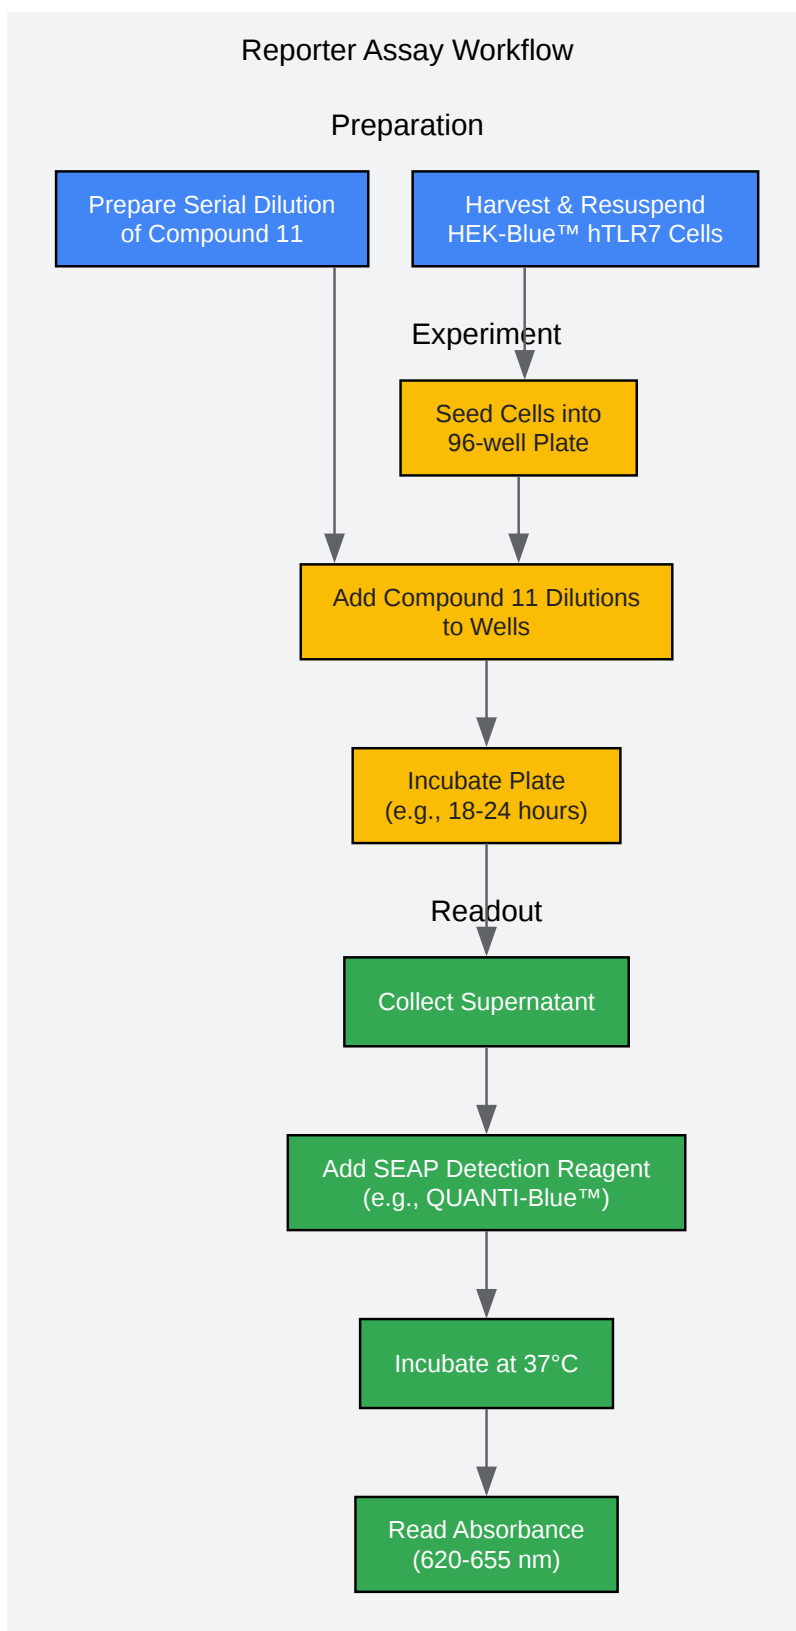 Reporter Assay Workflow
Preparation
Prepare Serial Dilution
of Compound 11
Harvest & Resuspend
HEK-Blue™ hTLR7 Cells
Experiment
Seed Cells into
96-well Plate
Add Compound 11 Dilutions
to Wells
Incubate Plate
(e.g., 18-24 hours)
Readout
Collect Supernatant
Add SEAP Detection Reagent
(e.g., QUANTI-Blue™)
Incubate at 37°C
Read Absorbance
(620-655 nm)